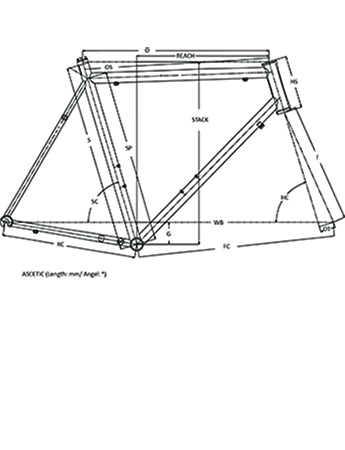 O
REACH
OS
HS
STACK
S
SP
F
SC
HC
WB
G
OT
RC
FC
ASCETIC (Length: mm/ Angel: °)